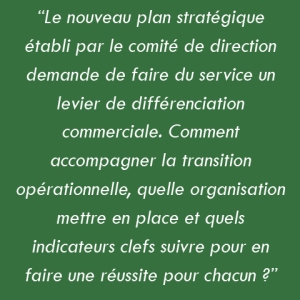 “Le nouveau plan stratégique
établi par le comité de direction
demande de faire du service un
levier de différenciation
commerciale. Comment
accompagner la transition
opérationnelle, quelle organisation
mettre en place et quels
indicateurs clefs suivre pour en
faire une réussite pour chacun ?”